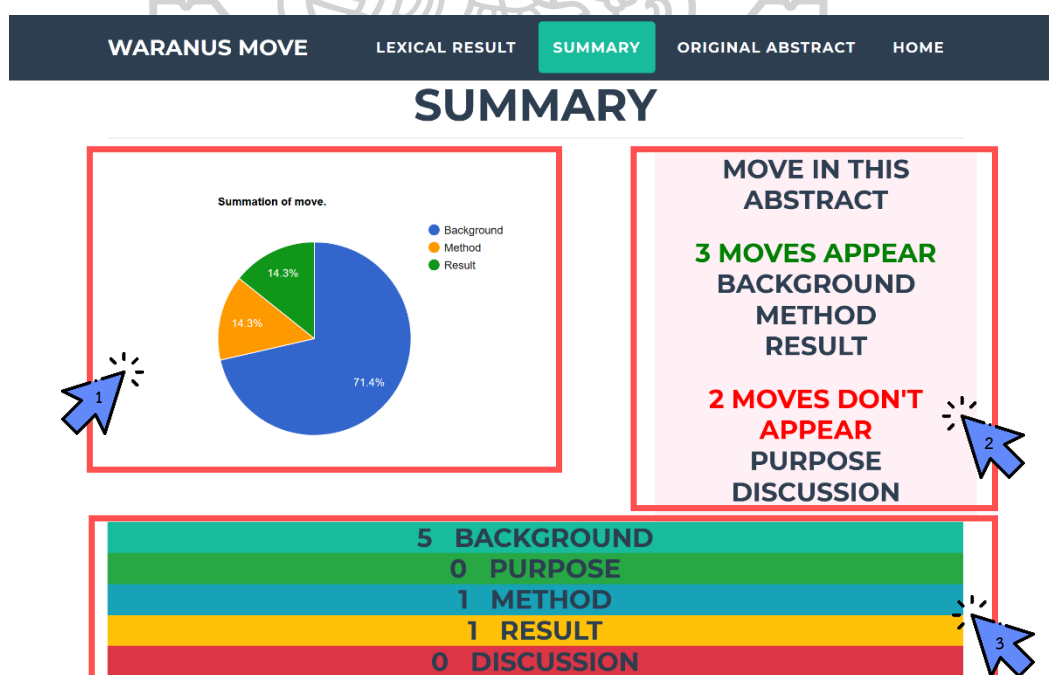 WARANUS MOVE LEXICAL RESULT SUMMARY ORIGINAL ABSTRACT HOME
SUMMARY
Summation of move.
Background
Method
Result
14.3%
14.3%
71.4%
1
MOVE IN THIS
ABSTRACT
3 MOVES APPEAR
BACKGROUND
METHOD
RESULT
2 MOVES DON'T
APPEAR
PURPOSE
DISCUSSION
2
5 BACKGROUND
0 PURPOSE
1 METHOD
1 RESULT
0 DISCUSSION
3